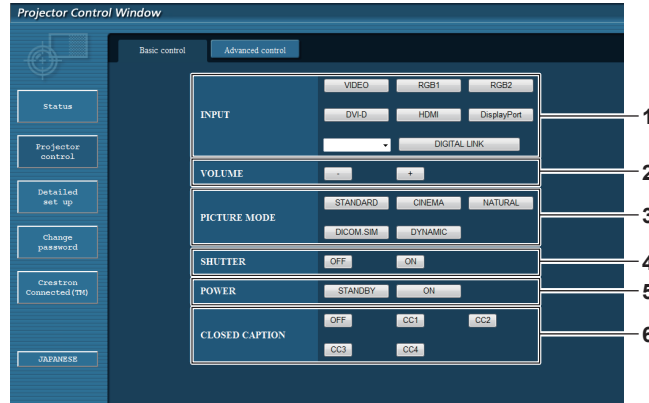 Projector Control Window
Basic control
Advanced control
Status
Projector
control
Detailed
set up
Change
password
Crestron
Connected(TM)
JAPANESE
INPUT
VIDEO RGB1 RGB2
DVI-D HDMI DisplayPort
DIGITAL LINK
1
VOLUME
- +
2
PICTURE MODE
STANDARD CINEMA NATURAL
DICOM.SIM DYNAMIC
3
SHUTTER
OFF ON
4
POWER
STANDBY ON
5
CLOSED CAPTION
OFF CC1 CC2
CC3 CC4
6